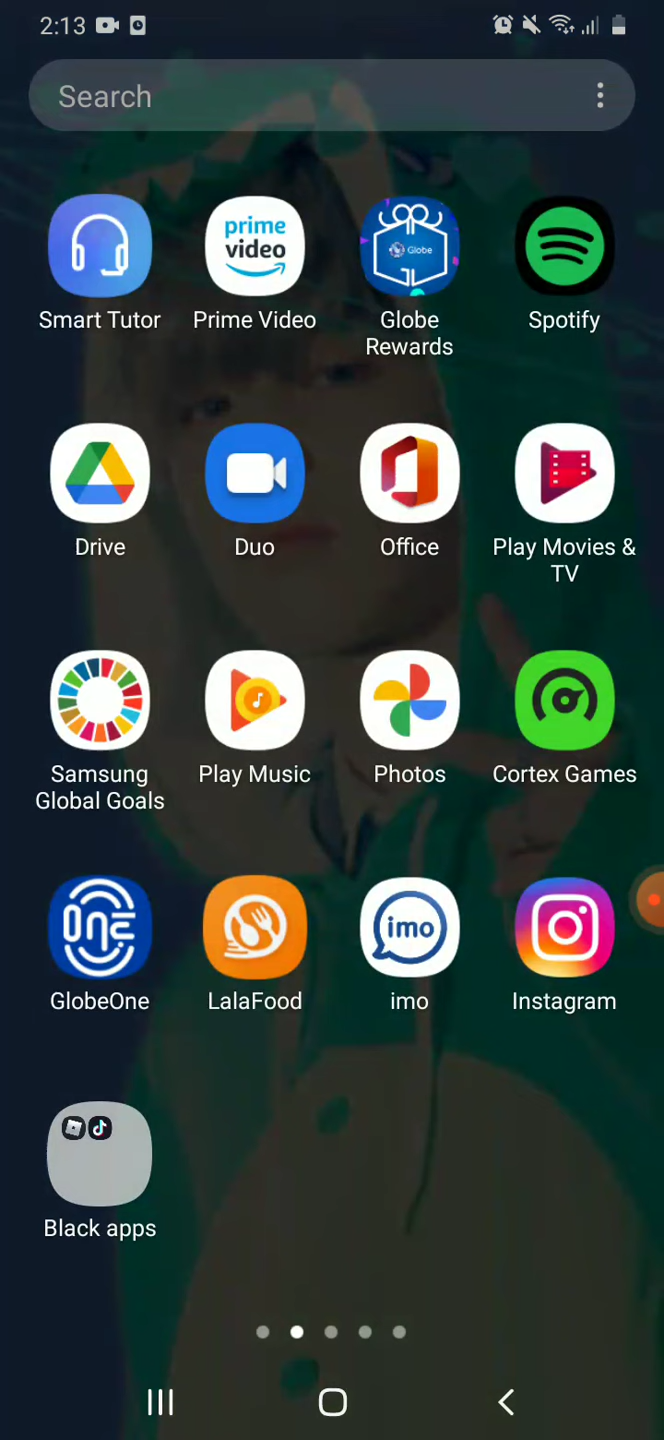 2:13
Search
prime
video
Globe
Smart Tutor
Prime Video
Globe
Rewards
Spotify
Drive
Duo
Office
Play Movies &
TV
Samsung
Global Goals
Play Music
Photos
Cortex Games
one
imo
GlobeOne
LalaFood
imo
Instagram
Black apps